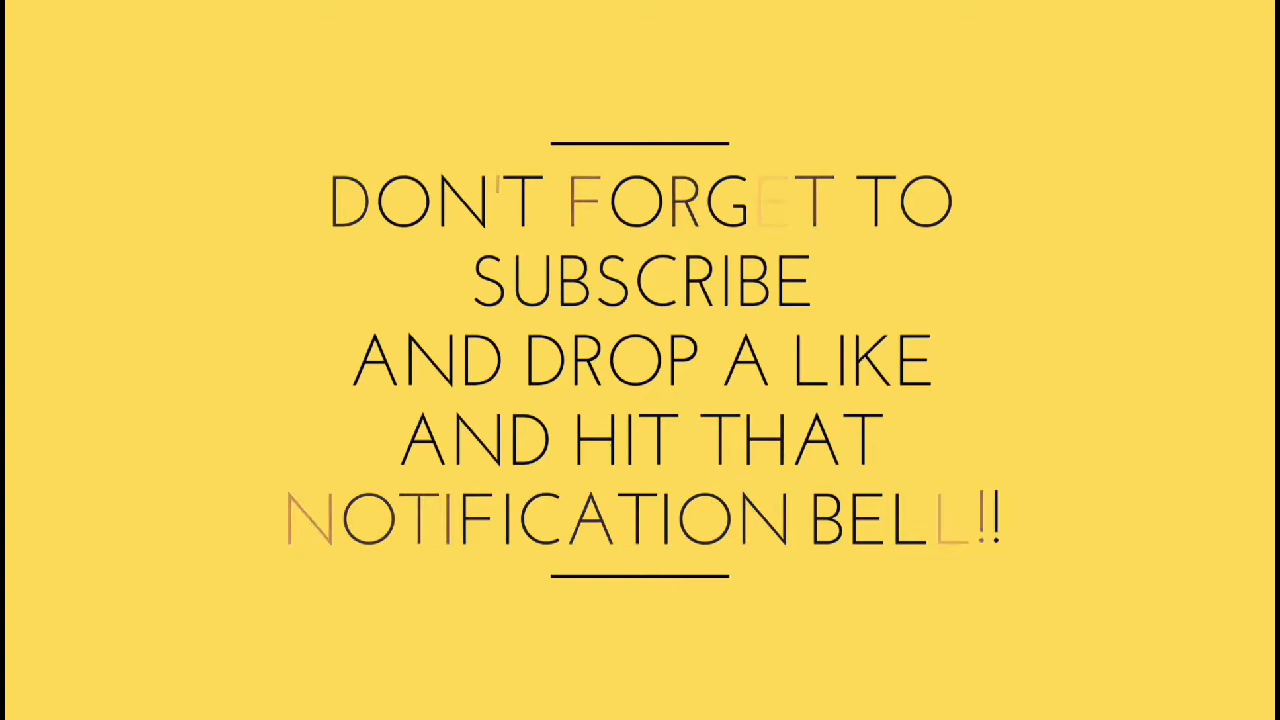 DON'T FORGET TO
SUBSCRIBE
AND DROP A LIKE
AND HIT THAT
NOTIFICATION BELL!!